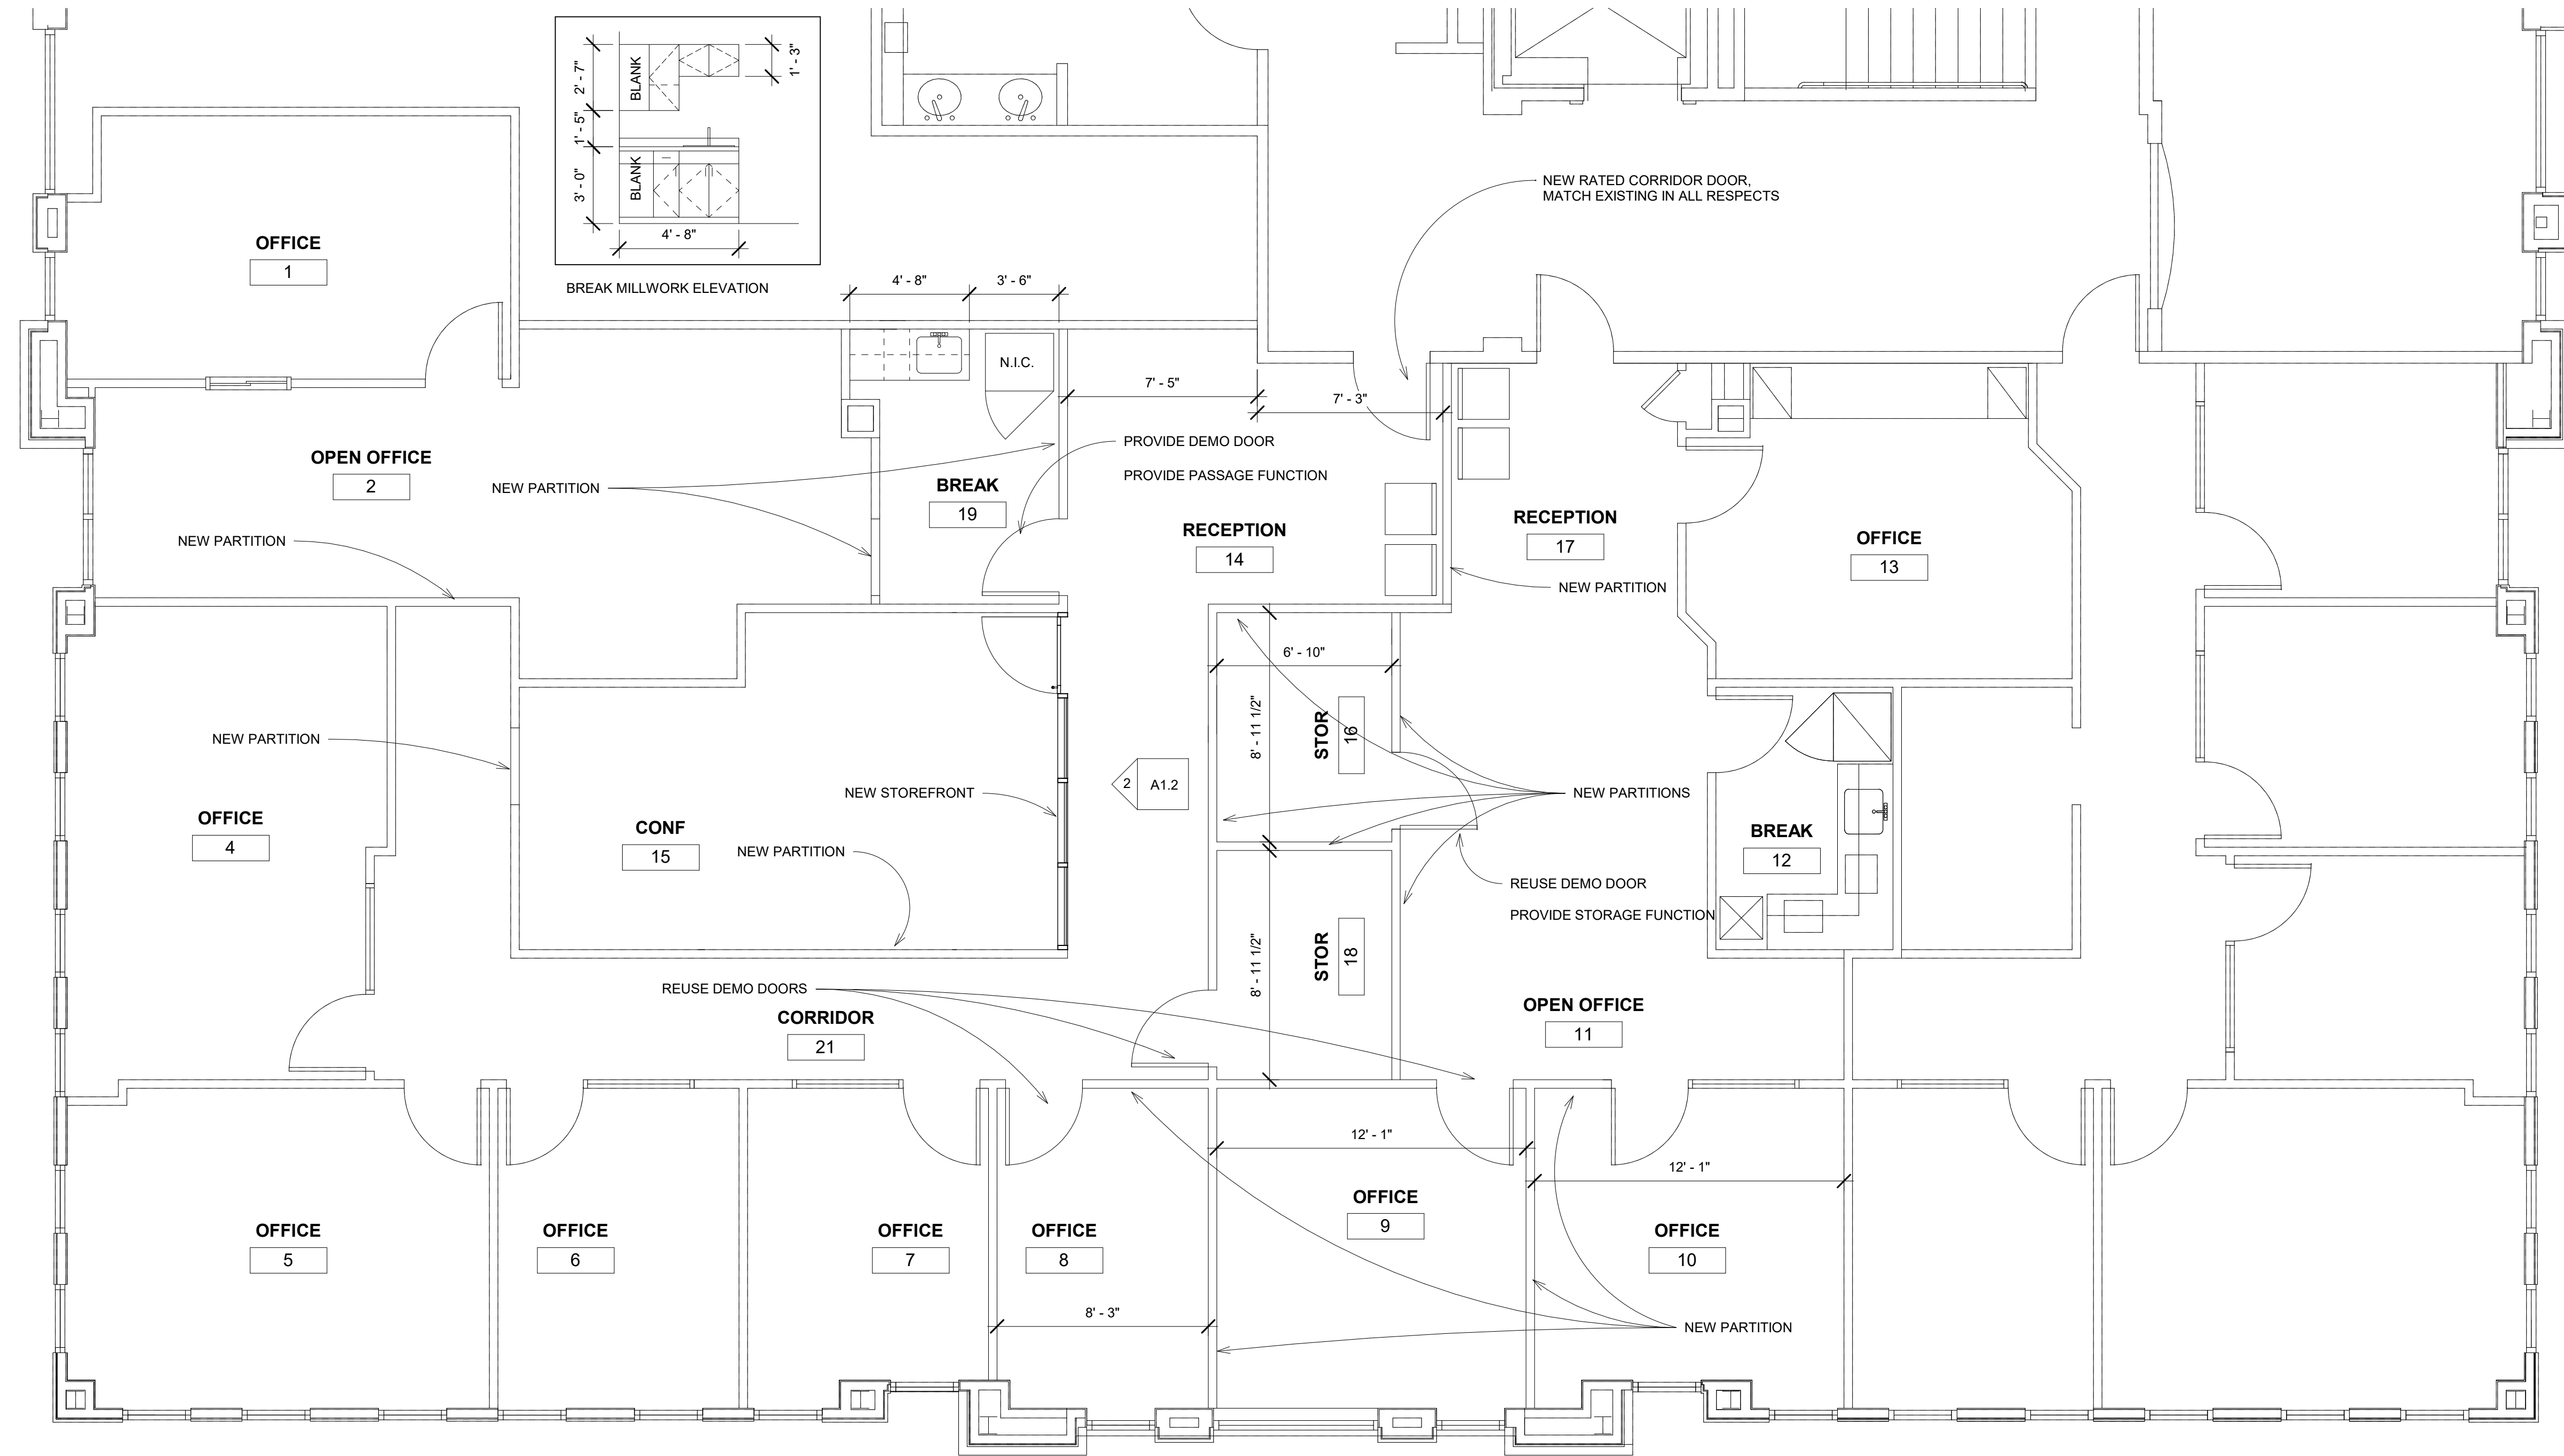 2' - 7"
1' - 5"
3' - 0"
BLANK
BLANK
1' - 3"
4' - 8"
BREAK MILLWORK ELEVATION
NEW RATED CORRIDOR DOOR,
MATCH EXISTING IN ALL RESPECTS
OFFICE
1
4' - 8"
3' - 6"
N.I.C.
7' - 5"
7' - 3"
OPEN OFFICE
2
NEW PARTITION
NEW PARTITION
BREAK
19
PROVIDE DEMO DOOR
PROVIDE PASSAGE FUNCTION
RECEPTION
14
RECEPTION
17
NEW PARTITION
OFFICE
13
6' - 10"
8' - 11 1/2"
STOR
16
NEW PARTITION
NEW STOREFRONT
2
A1.2
NEW PARTITIONS
OFFICE
4
CONF
15
NEW PARTITION
BREAK
12
REUSE DEMO DOOR
PROVIDE STORAGE FUNCTION
8' - 11 1/2"
STOR
18
REUSE DEMO DOORS
CORRIDOR
21
OPEN OFFICE
11
12' - 1"
12' - 1"
OFFICE
5
OFFICE
6
OFFICE
7
OFFICE
8
OFFICE
9
OFFICE
10
8' - 3"
NEW PARTITION